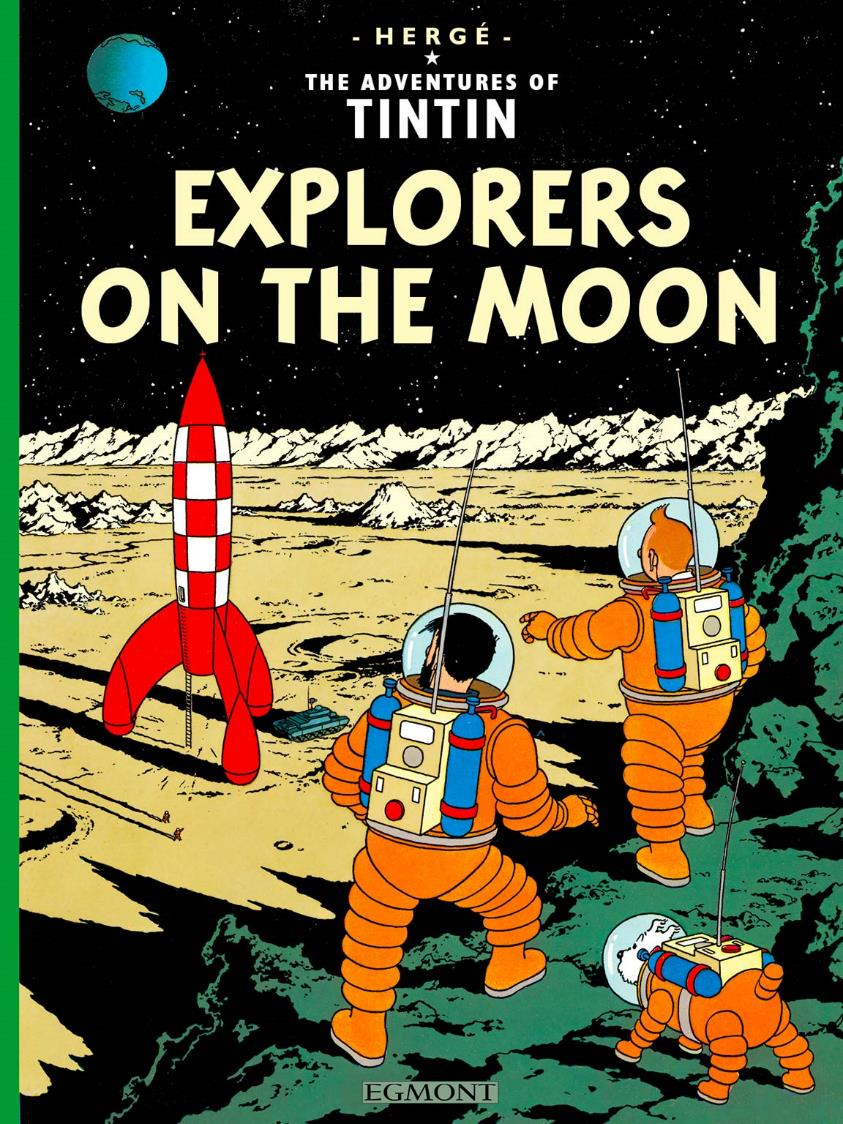 - HERGÉ -
THE ADVENTURES OF
TINTIN
EXPLORERS
ON THE MOON
EGMONT